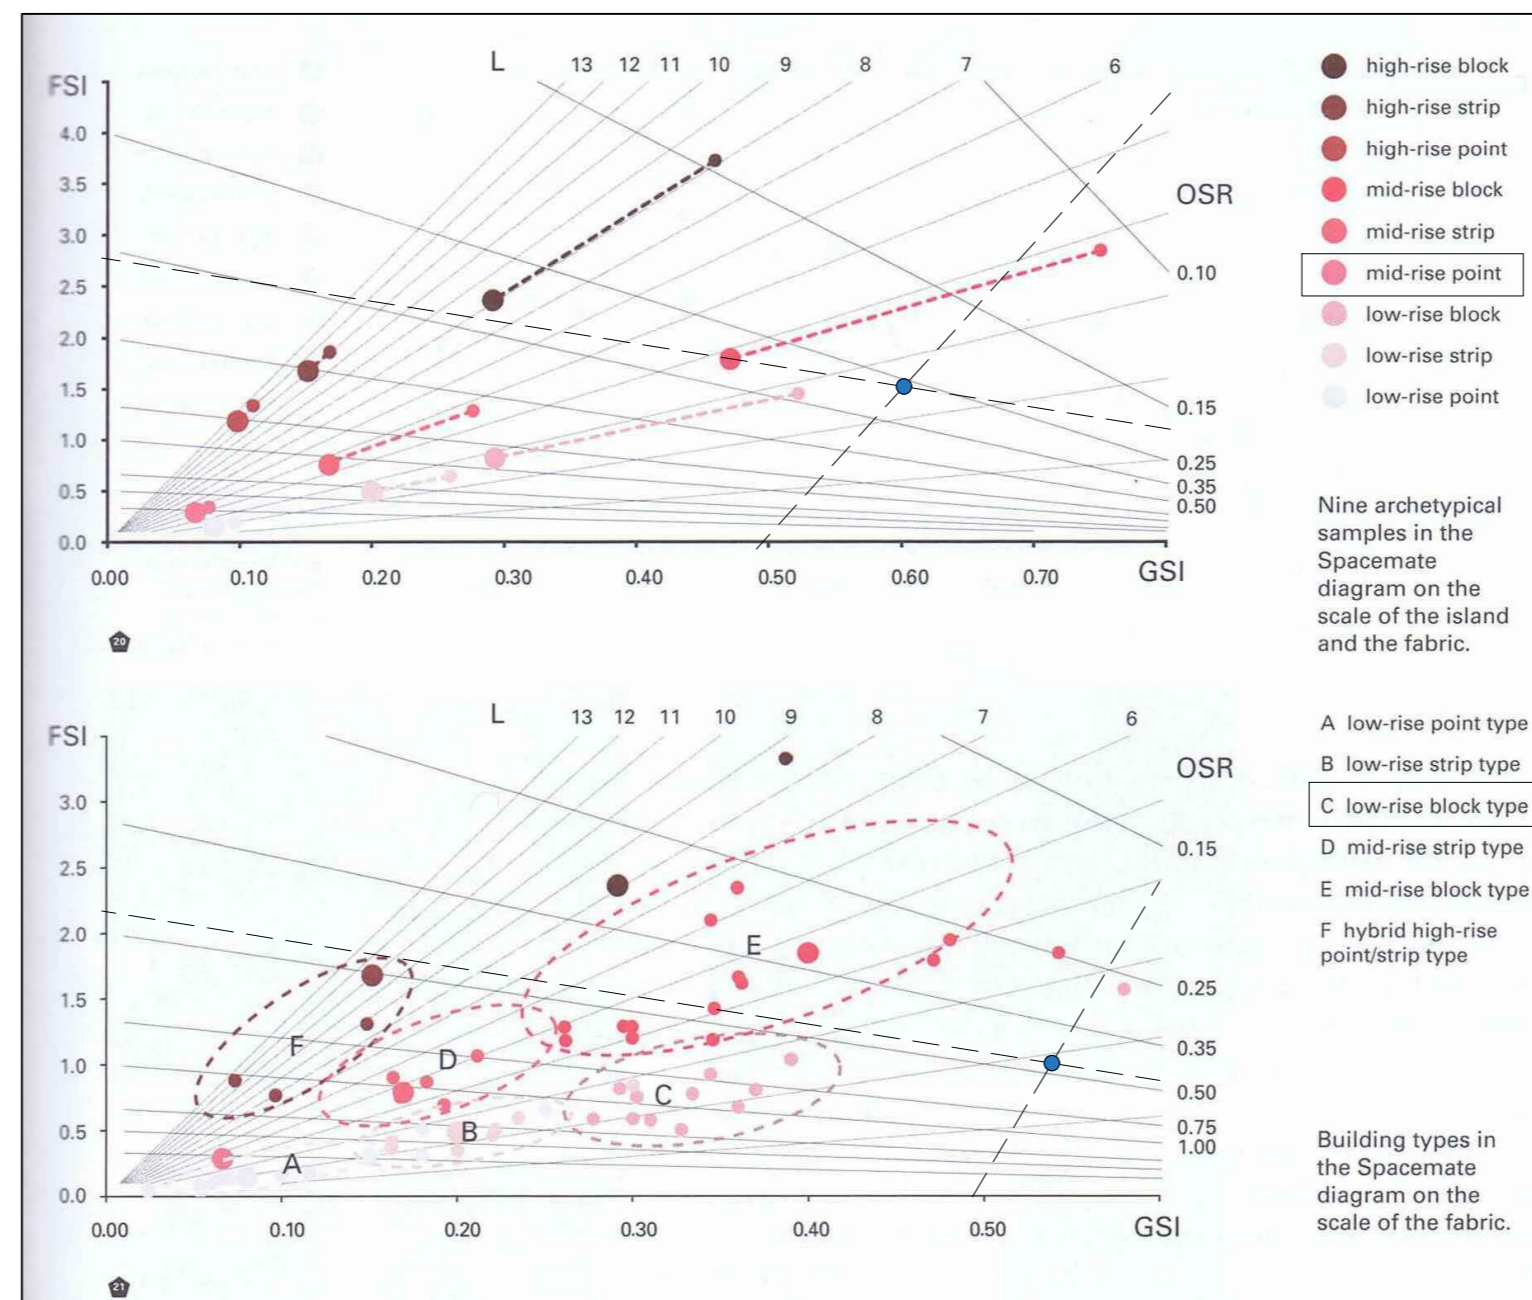 L 13 12 11 10 9 8 7 6
FSI
4.0
3.5
3.0
2.5
2.0
1.5
1.0
0.5
0.0
OSR
0.10
0.15
0.25
0.35
0.50
0.00 0.10 0.20 0.30 0.40 0.50 0.60 0.70 GSI
20
high-rise block
high-rise strip
high-rise point
mid-rise block
mid-rise strip
mid-rise point
low-rise block
low-rise strip
low-rise point
Nine archetypical
samples in the
Spacemate
diagram on the
scale of the island
and the fabric.
L 13 12 11 10 9 8 7 6
FSI
3.0
2.5
2.0
1.5
1.0
0.5
0.0
OSR
0.15
0.25
0.35
0.50
0.75
1.00
E
F
D
C
B
A
0.00 0.10 0.20 0.30 0.40 0.50 GSI
21
A low-rise point type
B low-rise strip type
C low-rise block type
D mid-rise strip type
E mid-rise block type
F hybrid high-rise
point/strip type
Building types in
the Spacemate
diagram on the
scale of the fabric.